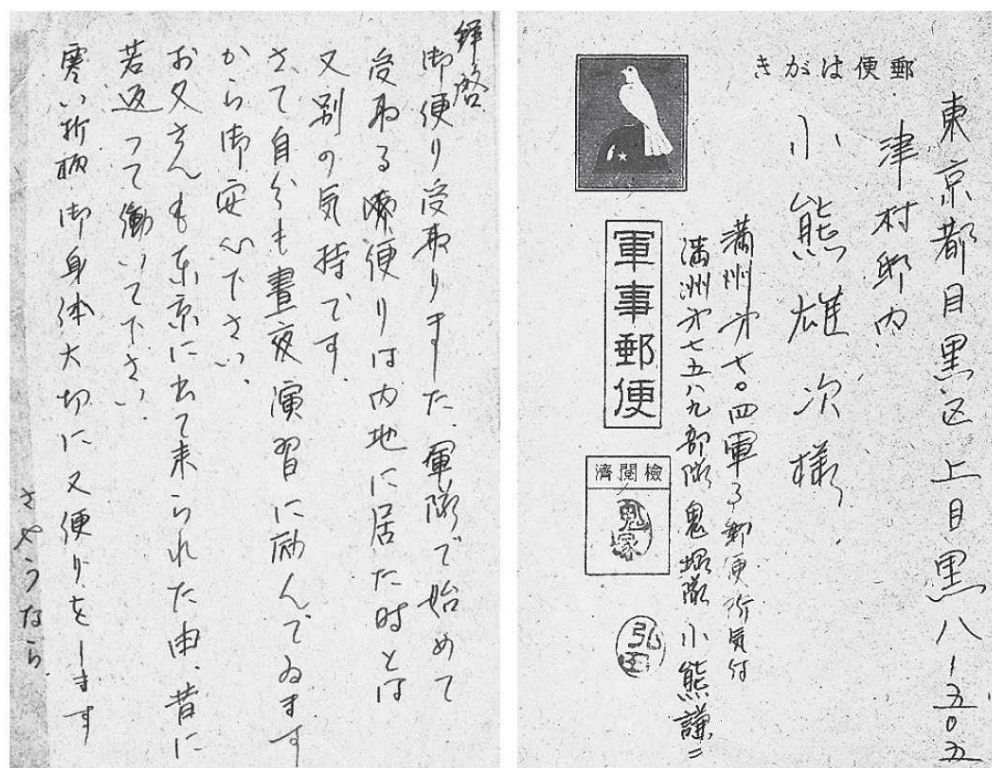 拝啓
御便り受取りました、軍隊で始めて
受取る御便りは内地に居た時とは
又別の気持です。
さて自分も晝夜演習に励んでゐます
から御安心下さい、
お父さんも東京に出て来られた由、昔に
若返つて働いて下さい、
寒い折柄御身体大切に又便りをします
さやうなら
郵便はがき
東京都目黒区上目黒八ノ五〇五
津村邸内
小熊雄次様
満州第七〇四軍事郵便所気付
満洲第七五八九部隊鬼塚隊小熊謙二
軍事郵便
検閲済
鬼塚
弘田